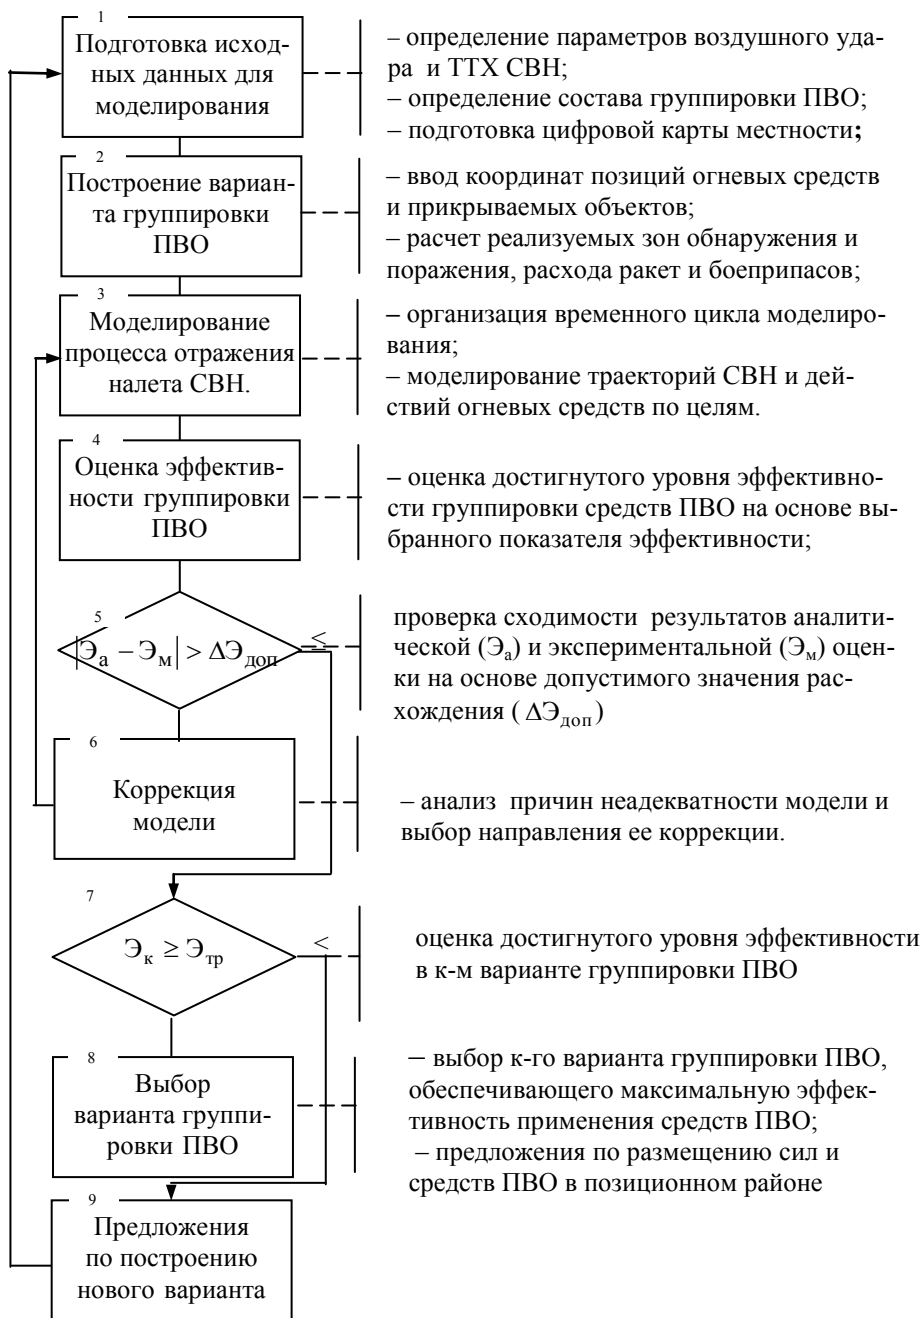 1
Подготовка исход-
ных данных для
моделирования
– определение параметров воздушного уда-
ра и ТТХ СВН;
– определение состава группировки ПВО;
– подготовка цифровой карты местности;
2
Построение вариан-
та группировки
ПВО
– ввод координат позиций огневых средств
и прикрываемых объектов;
– расчет реализуемых зон обнаружения и
поражения, расхода ракет и боеприпасов;
3
Моделирование
процесса отражения
налета СВН.
– организация временного цикла моделиро-
вания;
– моделирование траекторий СВН и дей-
ствий огневых средств по целям.
4
Оценка эффектив-
ности группировки
ПВО
– оценка достигнутого уровня эффективно-
сти группировки средств ПВО на основе вы-
бранного показателя эффективности;
5
|Эа − Эм| > ΔЭдоп
≤
проверка сходимости результатов аналити-
ческой (Эа) и экспериментальной (Эм) оцен-
ки на основе допустимого значения рас-
хождения ( ΔЭдоп)
6
Коррекция
модели
– анализ причин неадекватности модели и
выбор направления ее коррекции.
7
Эк ≥ Этр
<
оценка достигнутого уровня эффективности
в к-м варианте группировки ПВО
8
Выбор
варианта группи-
ровки ПВО
– выбор к-го варианта группировки ПВО,
обеспечивающего максимальную эффек-
тивность применения средств ПВО;
– предложения по размещению сил и
средств ПВО в позиционном районе
9
Предложения
по построению
нового варианта